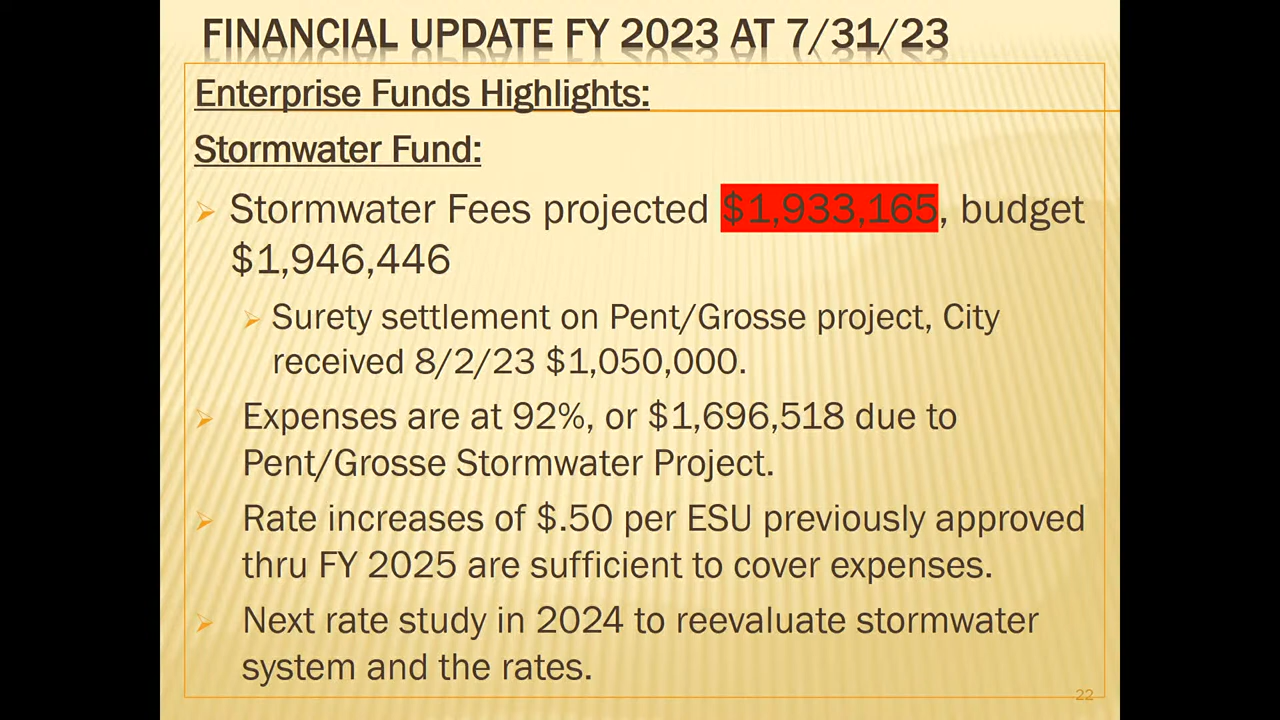 FINANCIAL UPDATE FY 2023 AT 7/31/23
Enterprise Funds Highlights:
Stormwater Fund:
Stormwater Fees projected $1,933,165, budget
$1,946,446
Surety settlement on Pent/Grosse project, City
received 8/2/23 $1,050,000.
Expenses are at 92%, or $1,696,518 due to
Pent/Grosse Stormwater Project.
Rate increases of $.50 per ESU previously approved
thru FY 2025 are sufficient to cover expenses.
Next rate study in 2024 to reevaluate stormwater
system and the rates.
22